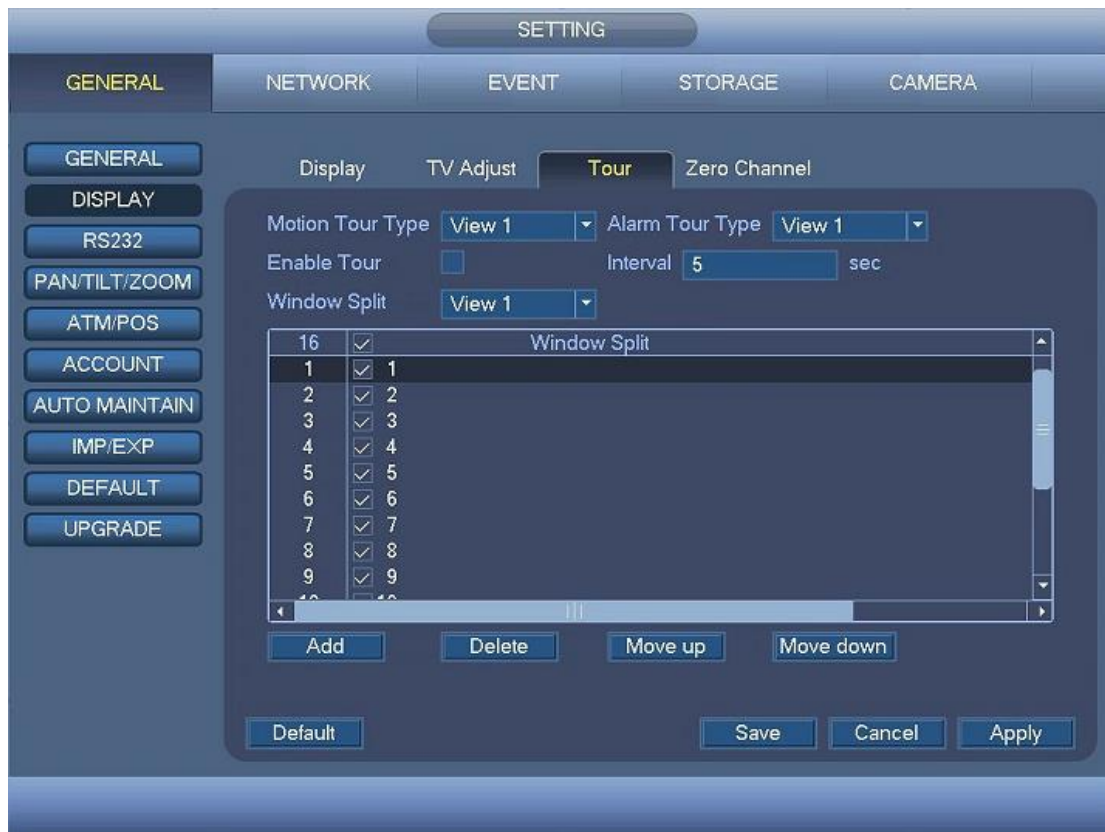 SETTING
GENERAL NETWORK EVENT STORAGE CAMERA
GENERAL
DISPLAY
RS232
PAN/TILT/ZOOM
ATM/POS
ACCOUNT
AUTO MAINTAIN
IMP/EXP
DEFAULT
UPGRADE
Display TV Adjust Tour Zero Channel
Motion Tour Type View 1 Alarm Tour Type View 1
Enable Tour Interval 5 sec
Window Split View 1
16 Window Split
1 1
2 2
3 3
4 4
5 5
6 6
7 7
8 8
9 9
Add Delete Move up Move down
Default Save Cancel Apply